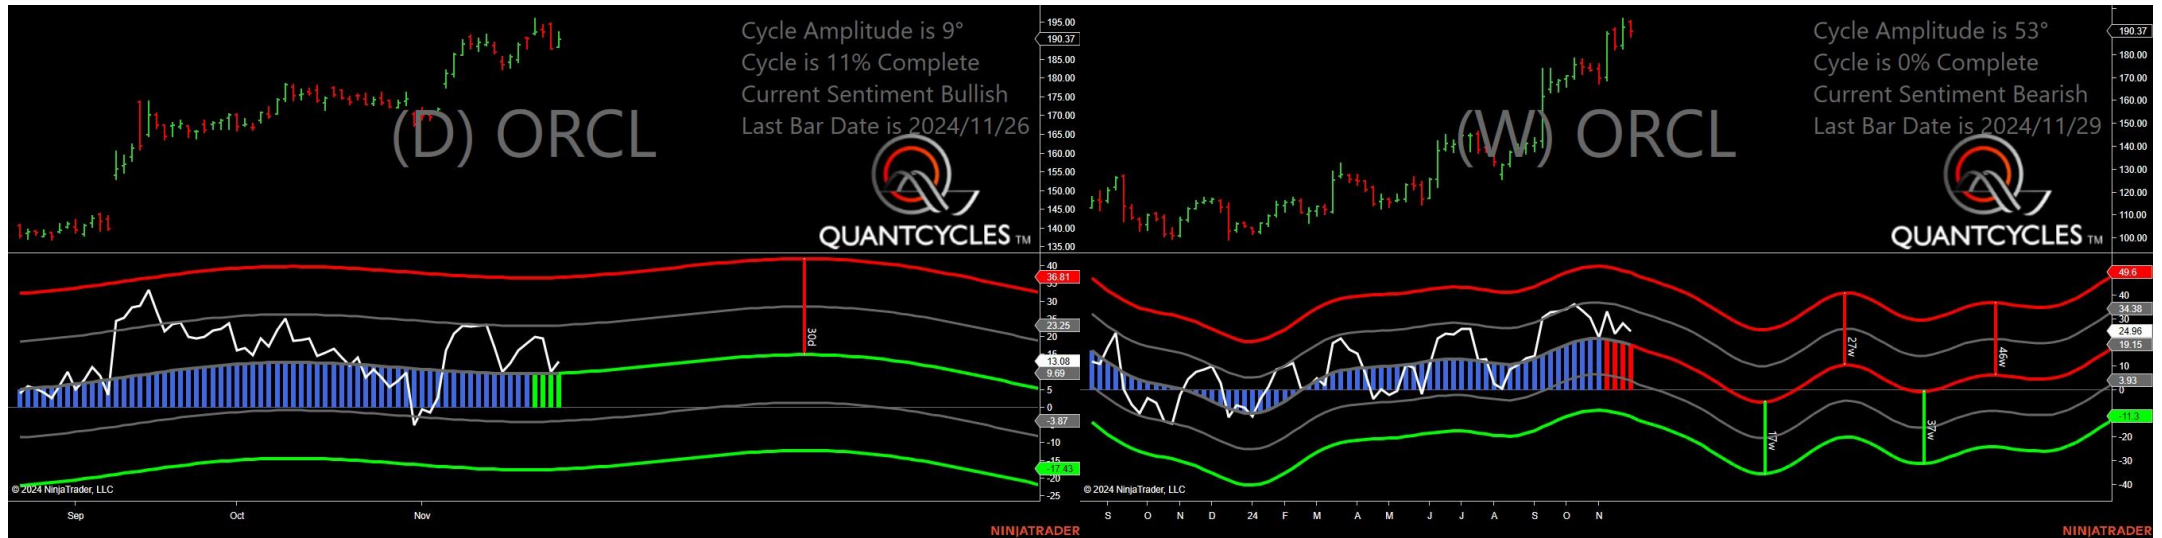 Cycle Amplitude is 9°
Cycle is 11% Complete
Current Sentiment Bullish
Last Bar Date is 2024/11/26
(D) ORCL
QUANTCYCLES TM
195.00
190.37
185.00
180.00
175.00
170.00
165.00
160.00
155.00
150.00
145.00
140.00
135.00
40
36.81
30
23.25
20
13.08
9.69
5
0
-3.87
-10
-15
-17.43
-20
-25
30d
© 2024 NinjaTrader, LLC
Sep
Oct
Nov
NINJATRADER
Cycle Amplitude is 53°
Cycle is 0% Complete
Current Sentiment Bearish
Last Bar Date is 2024/11/29
(W) ORCL
QUANTCYCLES TM
190.37
180.00
170.00
160.00
150.00
140.00
130.00
120.00
110.00
100.00
49.6
40
34.38
30
24.96
19.15
10
3.93
0
-11.3
-20
-30
-40
27w
46w
17w
37w
© 2024 NinjaTrader, LLC
S O N D 24 F M A M J J A S O N
NINJATRADER